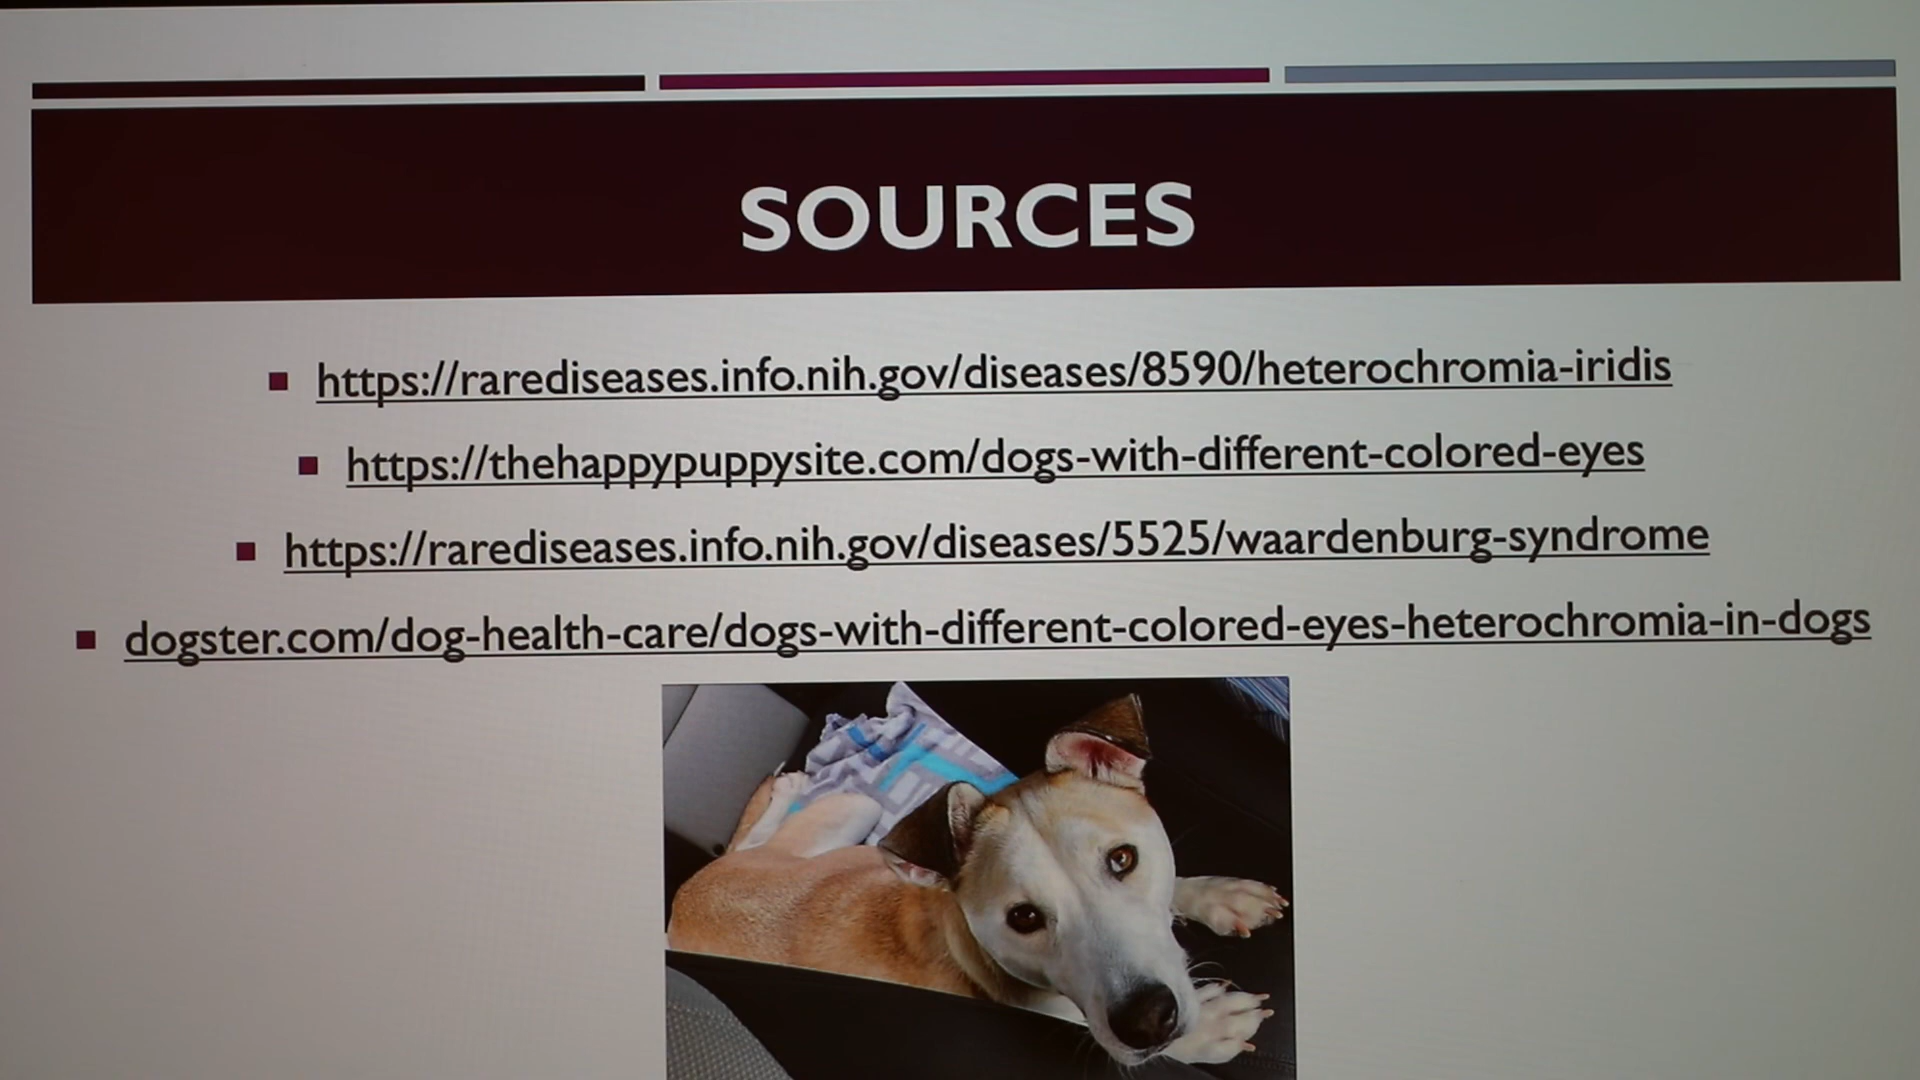 SOURCES
https://rarediseases.info.nih.gov/diseases/8590/heterochromia-iridis
https://thehappypuppysite.com/dogs-with-different-colored-eyes
https://rarediseases.info.nih.gov/diseases/5525/waardenburg-syndrome
dogster.com/dog-health-care/dogs-with-different-colored-eyes-heterochromia-in-dogs